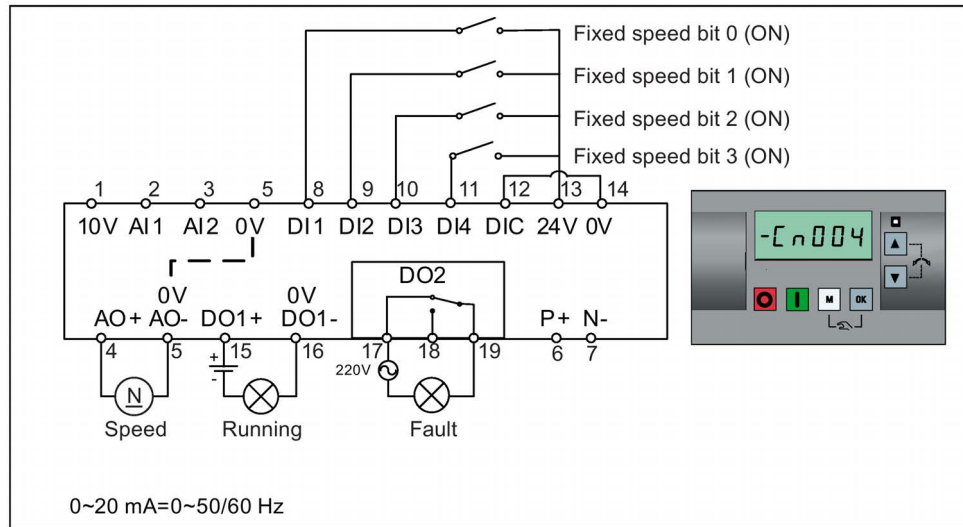 Fixed speed bit 0 (ON)
Fixed speed bit 1 (ON)
Fixed speed bit 2 (ON)
Fixed speed bit 3 (ON)
1 2 3 5 8 9 10 11 12 13 14
10V AI1 AI2 0V DI1 DI2 DI3 DI4 DIC 24V 0V
-Cn004
DO2
0V 0V
AO+ AO- DO1+ DO1- P+ N-
M OK
4 5 15 16 17 18 19 6 7
+
-
220V
N
Speed Running Fault
0~20 mA=0~50/60 Hz